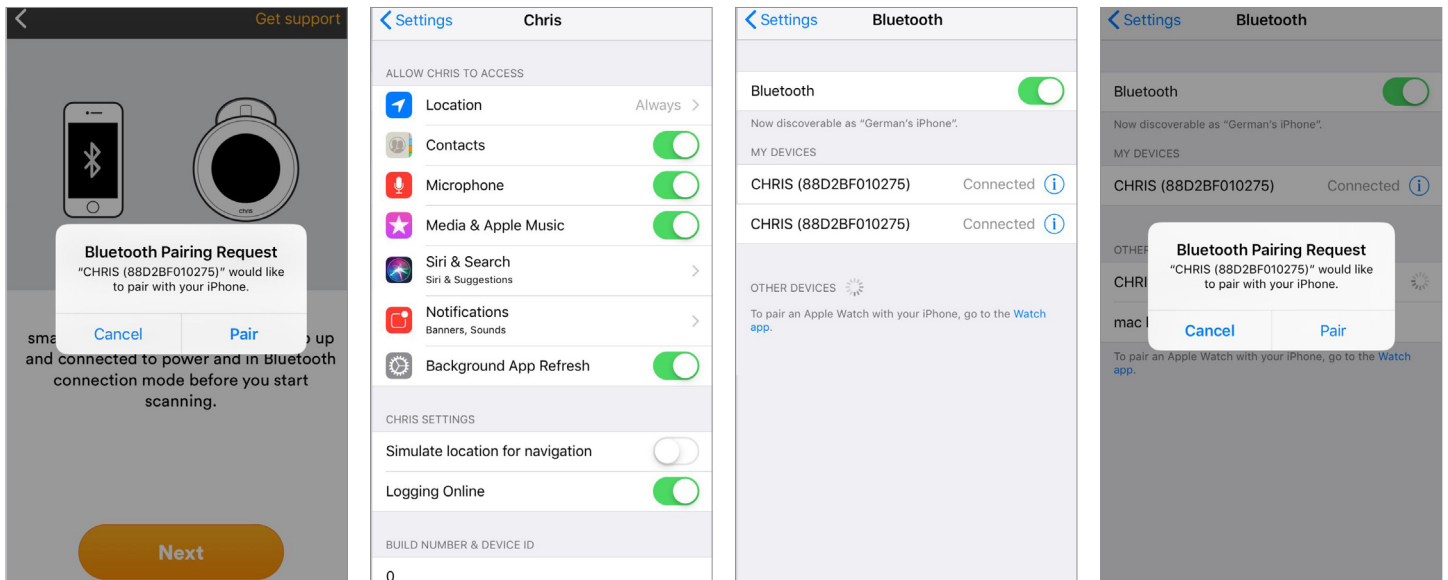 Get support
chris
Bluetooth Pairing Request
“CHRIS (88D2BF010275)” would like
to pair with your iPhone.
Cancel Pair
sma up
and connected to power and in Bluetooth
connection mode before you start
scanning.
Next
Settings Chris
ALLOW CHRIS TO ACCESS
Location Always
Contacts
Microphone
Media & Apple Music
Siri & Search
Siri & Suggestions
Notifications
Banners, Sounds
Background App Refresh
CHRIS SETTINGS
Simulate location for navigation
Logging Online
BUILD NUMBER & DEVICE ID
0
Settings Bluetooth
Bluetooth
Now discoverable as “German's iPhone”.
MY DEVICES
CHRIS (88D2BF010275) Connected
CHRIS (88D2BF010275) Connected
OTHER DEVICES
To pair an Apple Watch with your iPhone, go to the Watch
app.
Settings Bluetooth
Bluetooth
Now discoverable as “German's iPhone”.
MY DEVICES
CHRIS (88D2BF010275) Connected
OTHE
CHRI
mac
Bluetooth Pairing Request
“CHRIS (88D2BF010275)” would like
to pair with your iPhone.
Cancel Pair
To pair an Apple Watch with your iPhone, go to the Watch
app.